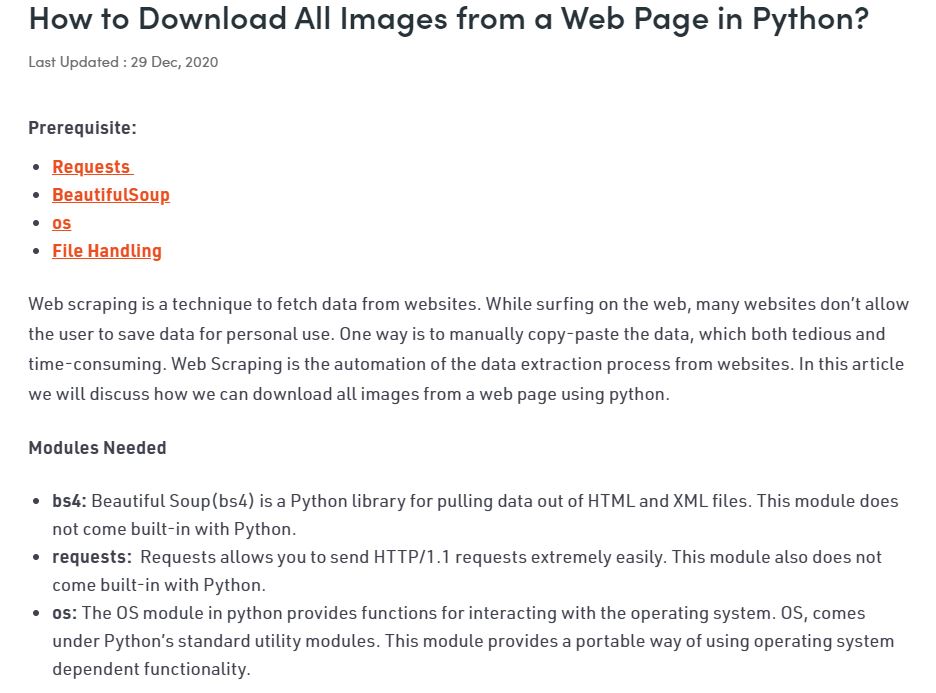 How to Download All Images from a Web Page in Python?
Last Updated : 29 Dec, 2020
Prerequisite:
• Requests
• BeautifulSoup
• os
• File Handling
Web scraping is a technique to fetch data from websites. While surfing on the web, many websites don’t allow
the user to save data for personal use. One way is to manually copy-paste the data, which both tedious and
time-consuming. Web Scraping is the automation of the data extraction process from websites. In this article
we will discuss how we can download all images from a web page using python.
Modules Needed
• bs4: Beautiful Soup(bs4) is a Python library for pulling data out of HTML and XML files. This module does
not come built-in with Python.
• requests:  Requests allows you to send HTTP/1.1 requests extremely easily. This module also does not
come built-in with Python.
• os: The OS module in python provides functions for interacting with the operating system. OS, comes
under Python’s standard utility modules. This module provides a portable way of using operating system
dependent functionality.